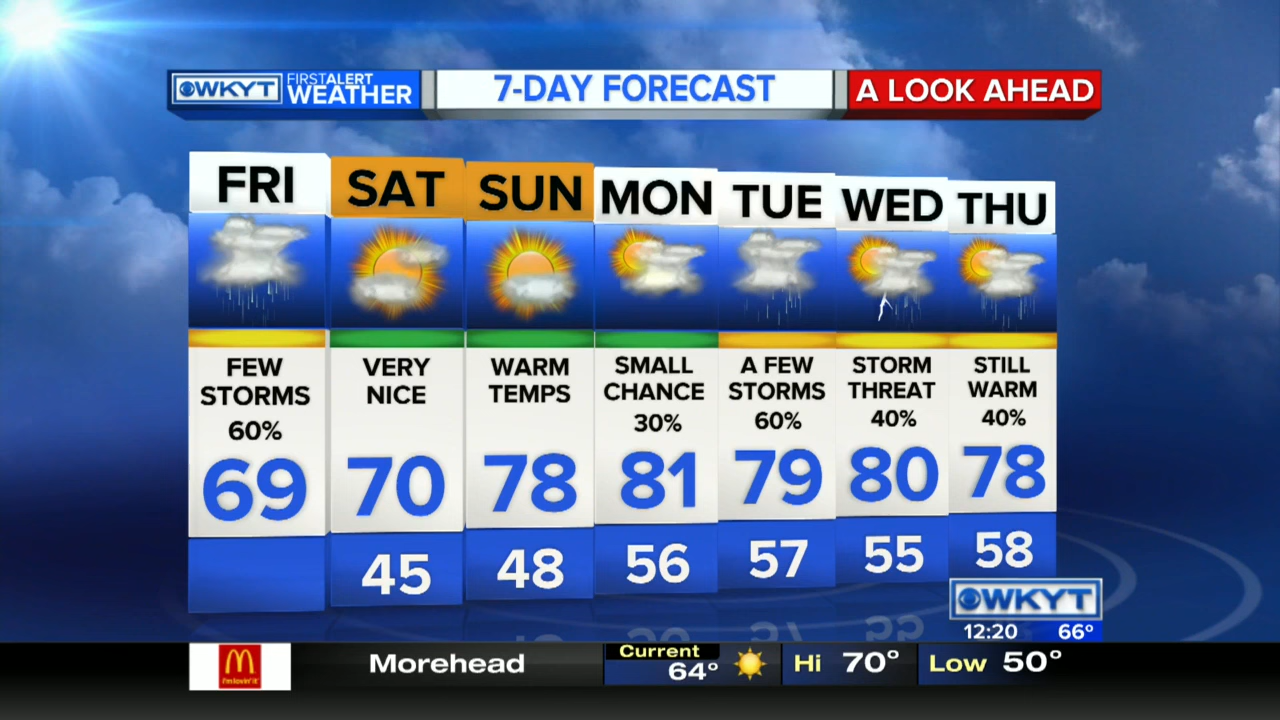 WKYT FIRST ALERT WEATHER
7-DAY FORECAST
A LOOK AHEAD
FRI SAT SUN MON TUE WED THU
FEW STORMS 60%
VERY NICE
WARM TEMPS
SMALL CHANCE 30%
A FEW STORMS 60%
STORM THREAT 40%
STILL WARM 40%
69 70 78 81 79 80 78
45 48 56 57 55 58
WKYT
12:20 66°
M
i'm lovin' it
Morehead
Current 64°
Hi 70°
Low 50°